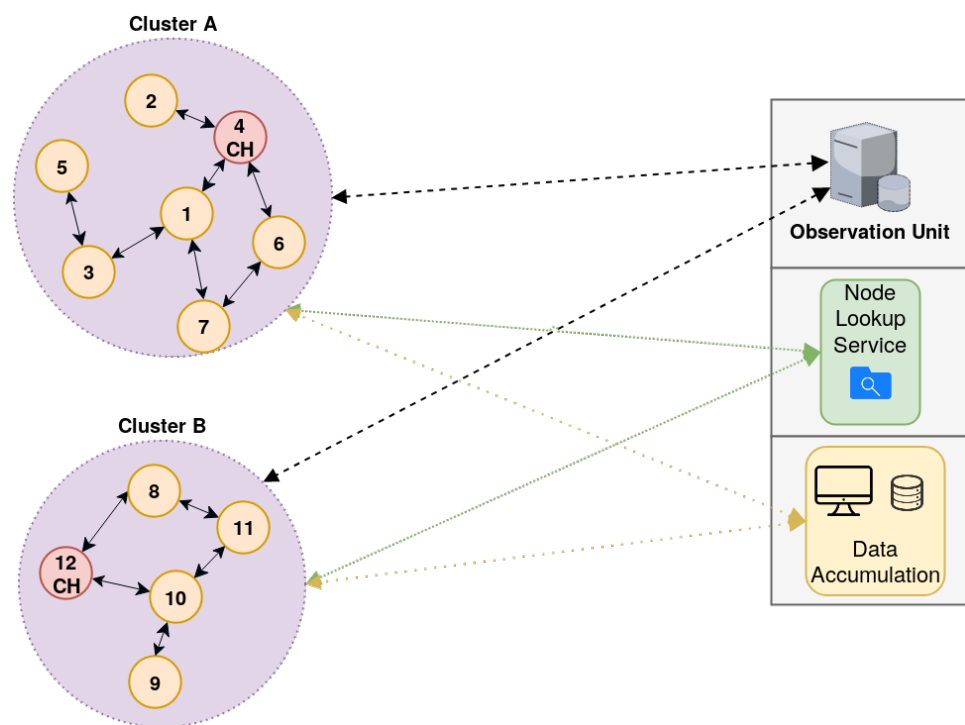 Cluster A
2
4
CH
5
1
6
3
7
Observation Unit
Node
Lookup
Service
Cluster B
8
11
12
CH
10
9
Data
Accumulation